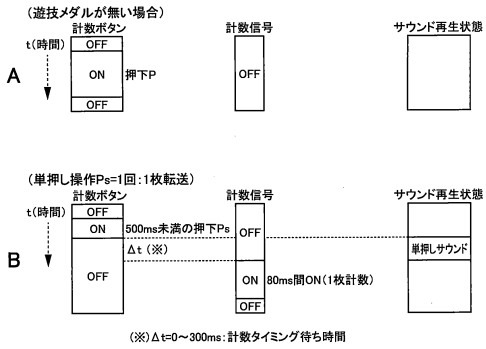 (遊技メダルが無い場合)
計数ボタン 計数信号 サウンド再生状態
t(時間) OFF
A ON 押下P OFF
OFF
(単押し操作Ps=1回:1枚転送)
計数ボタン 計数信号 サウンド再生状態
t(時間) OFF
ON 500ms未満の押下Ps OFF
Δt(※) 単押しサウンド
B OFF ON 80ms間ON(1枚計数)
OFF
(※)Δt=0~300ms:計数タイミング待ち時間